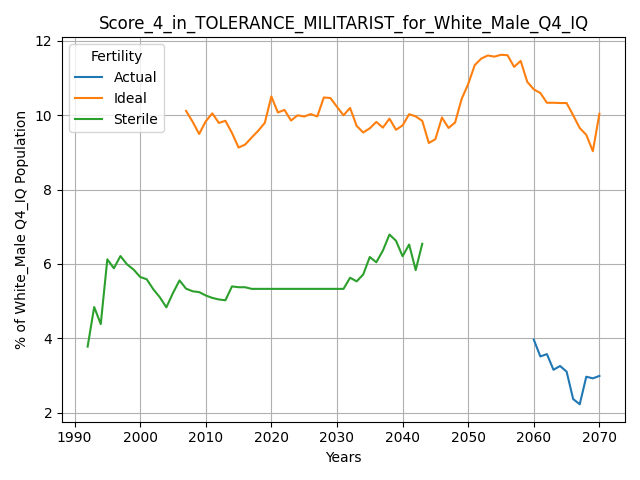 Score_4_in_TOLERANCE_MILITARIST_for_White_Male_Q4_IQ
Fertility
Actual
Ideal
Sterile
% of White_Male Q4_IQ Population
12
10
8
6
4
2
1990 2000 2010 2020 2030 2040 2050 2060 2070
Years